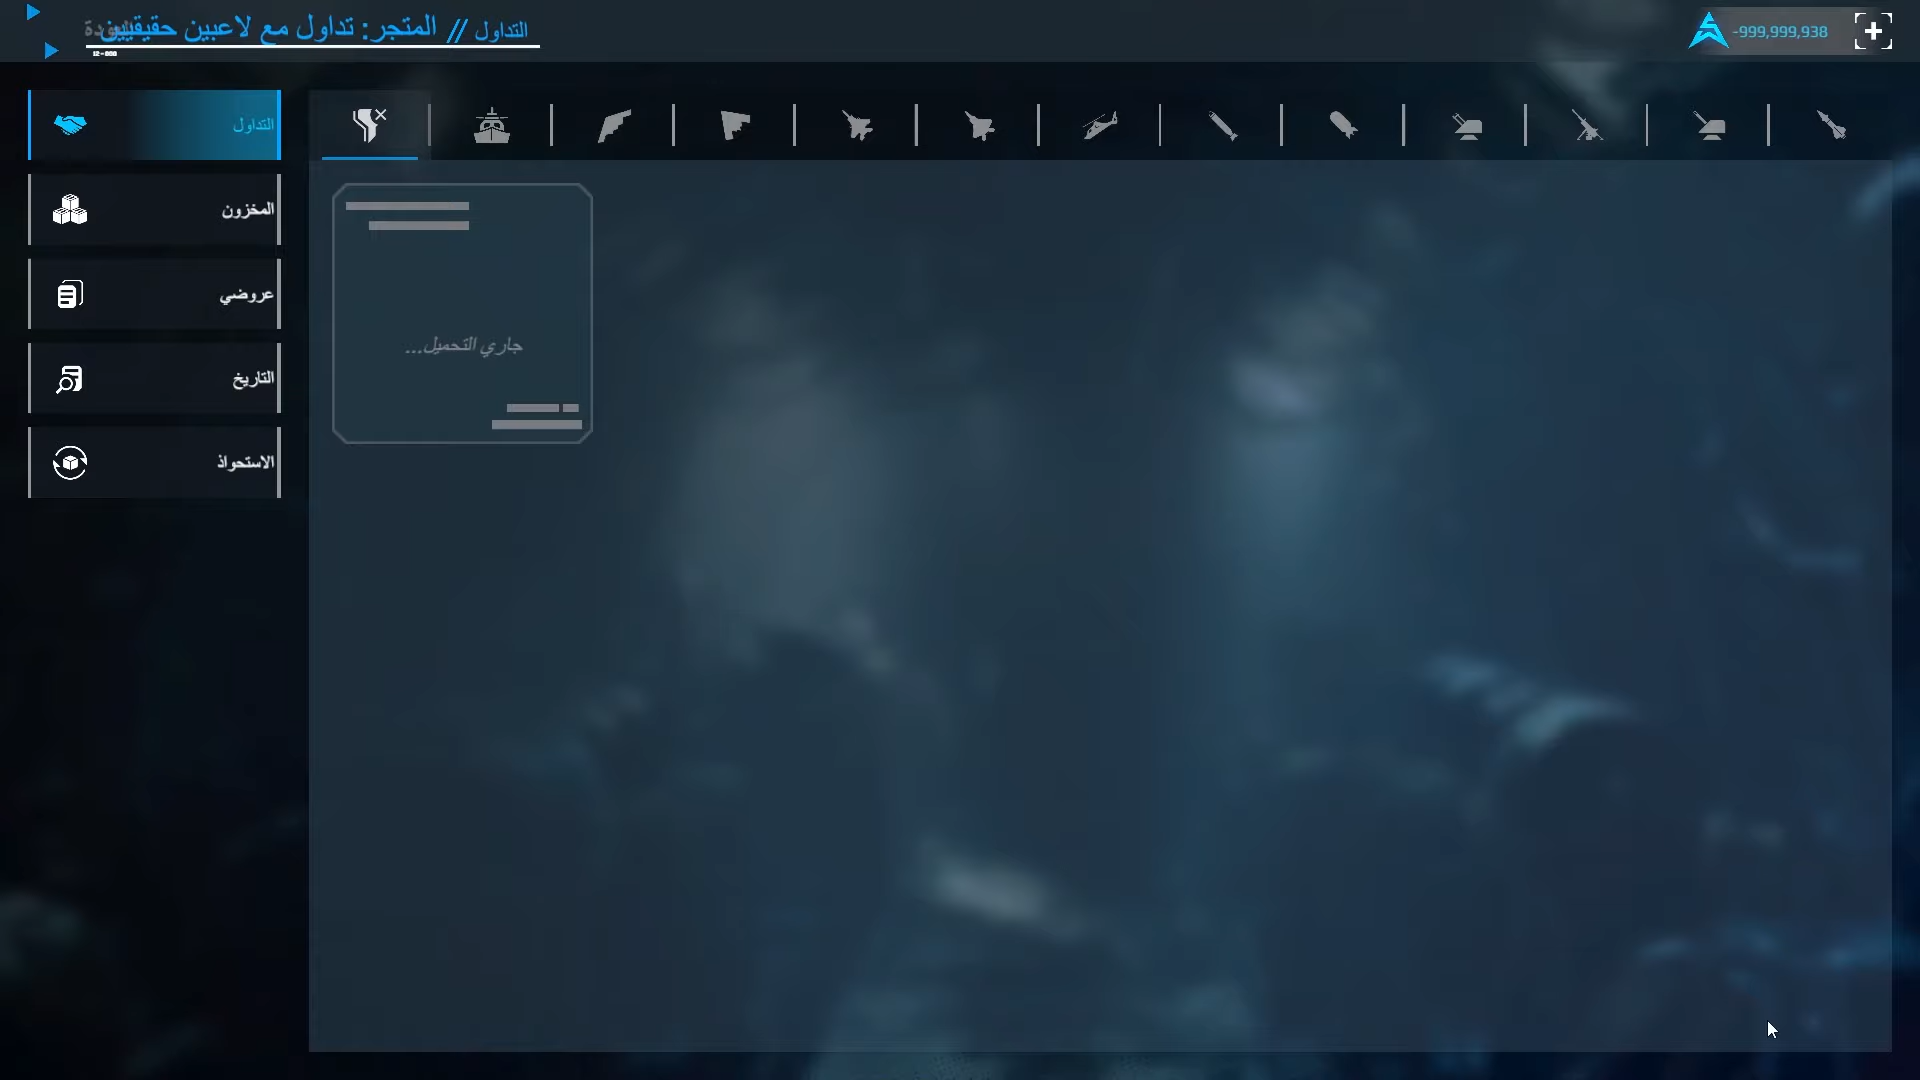 التداول // المتجر: تداول مع لاعبين حقيقيين
-999,999,938
التداول
المخزون
عروضي
التاريخ
الاستحواذ
جاري التحميل...